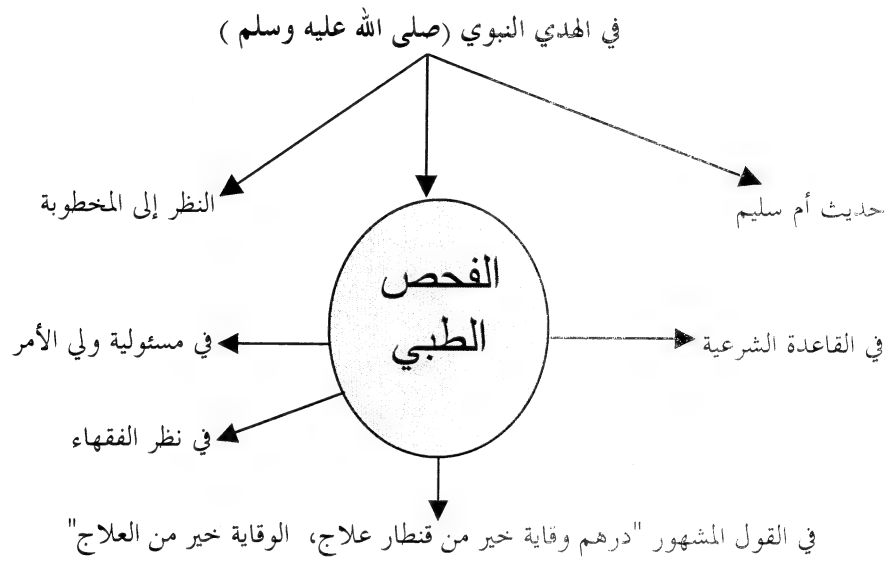 في الهدي النبوي (صلى الله عليه وسلم )
حديث أم سليم
النظر إلى المخطوبة
الفحص
الطبي
في القاعدة الشرعية
في مسئولية ولي الأمر
في نظر الفقهاء
في القول المشهور "درهم وقاية خير من قنطار علاج، الوقاية خير من العلاج"